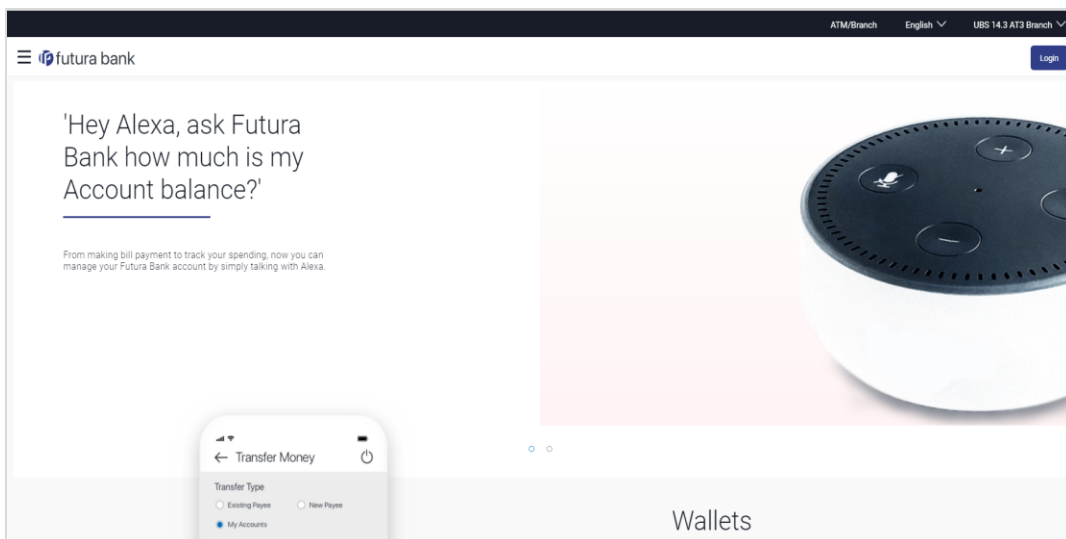 ATM/Branch English UBS 14.3 AT3 Branch
futura bank
Login
'Hey Alexa, ask Futura
Bank how much is my
Account balance?'
From making bill payment to track your spending, now you can
manage your Futura Bank account by simply talking with Alexa.
Transfer Money
Transfer Type
Existing Payee New Payee
My Accounts
Wallets